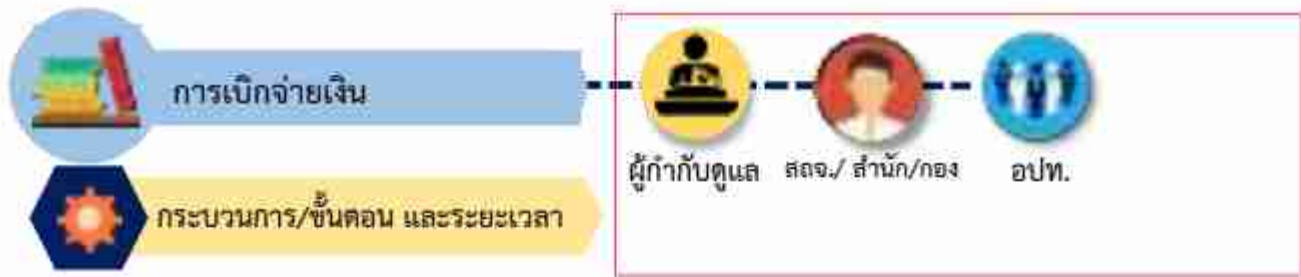 การเบิกจ่ายเงิน
ผู้กำกับดูแล
สถจ./ สำนัก/กอง
อปท.
กระบวนการ/ขั้นตอน และระยะเวลา